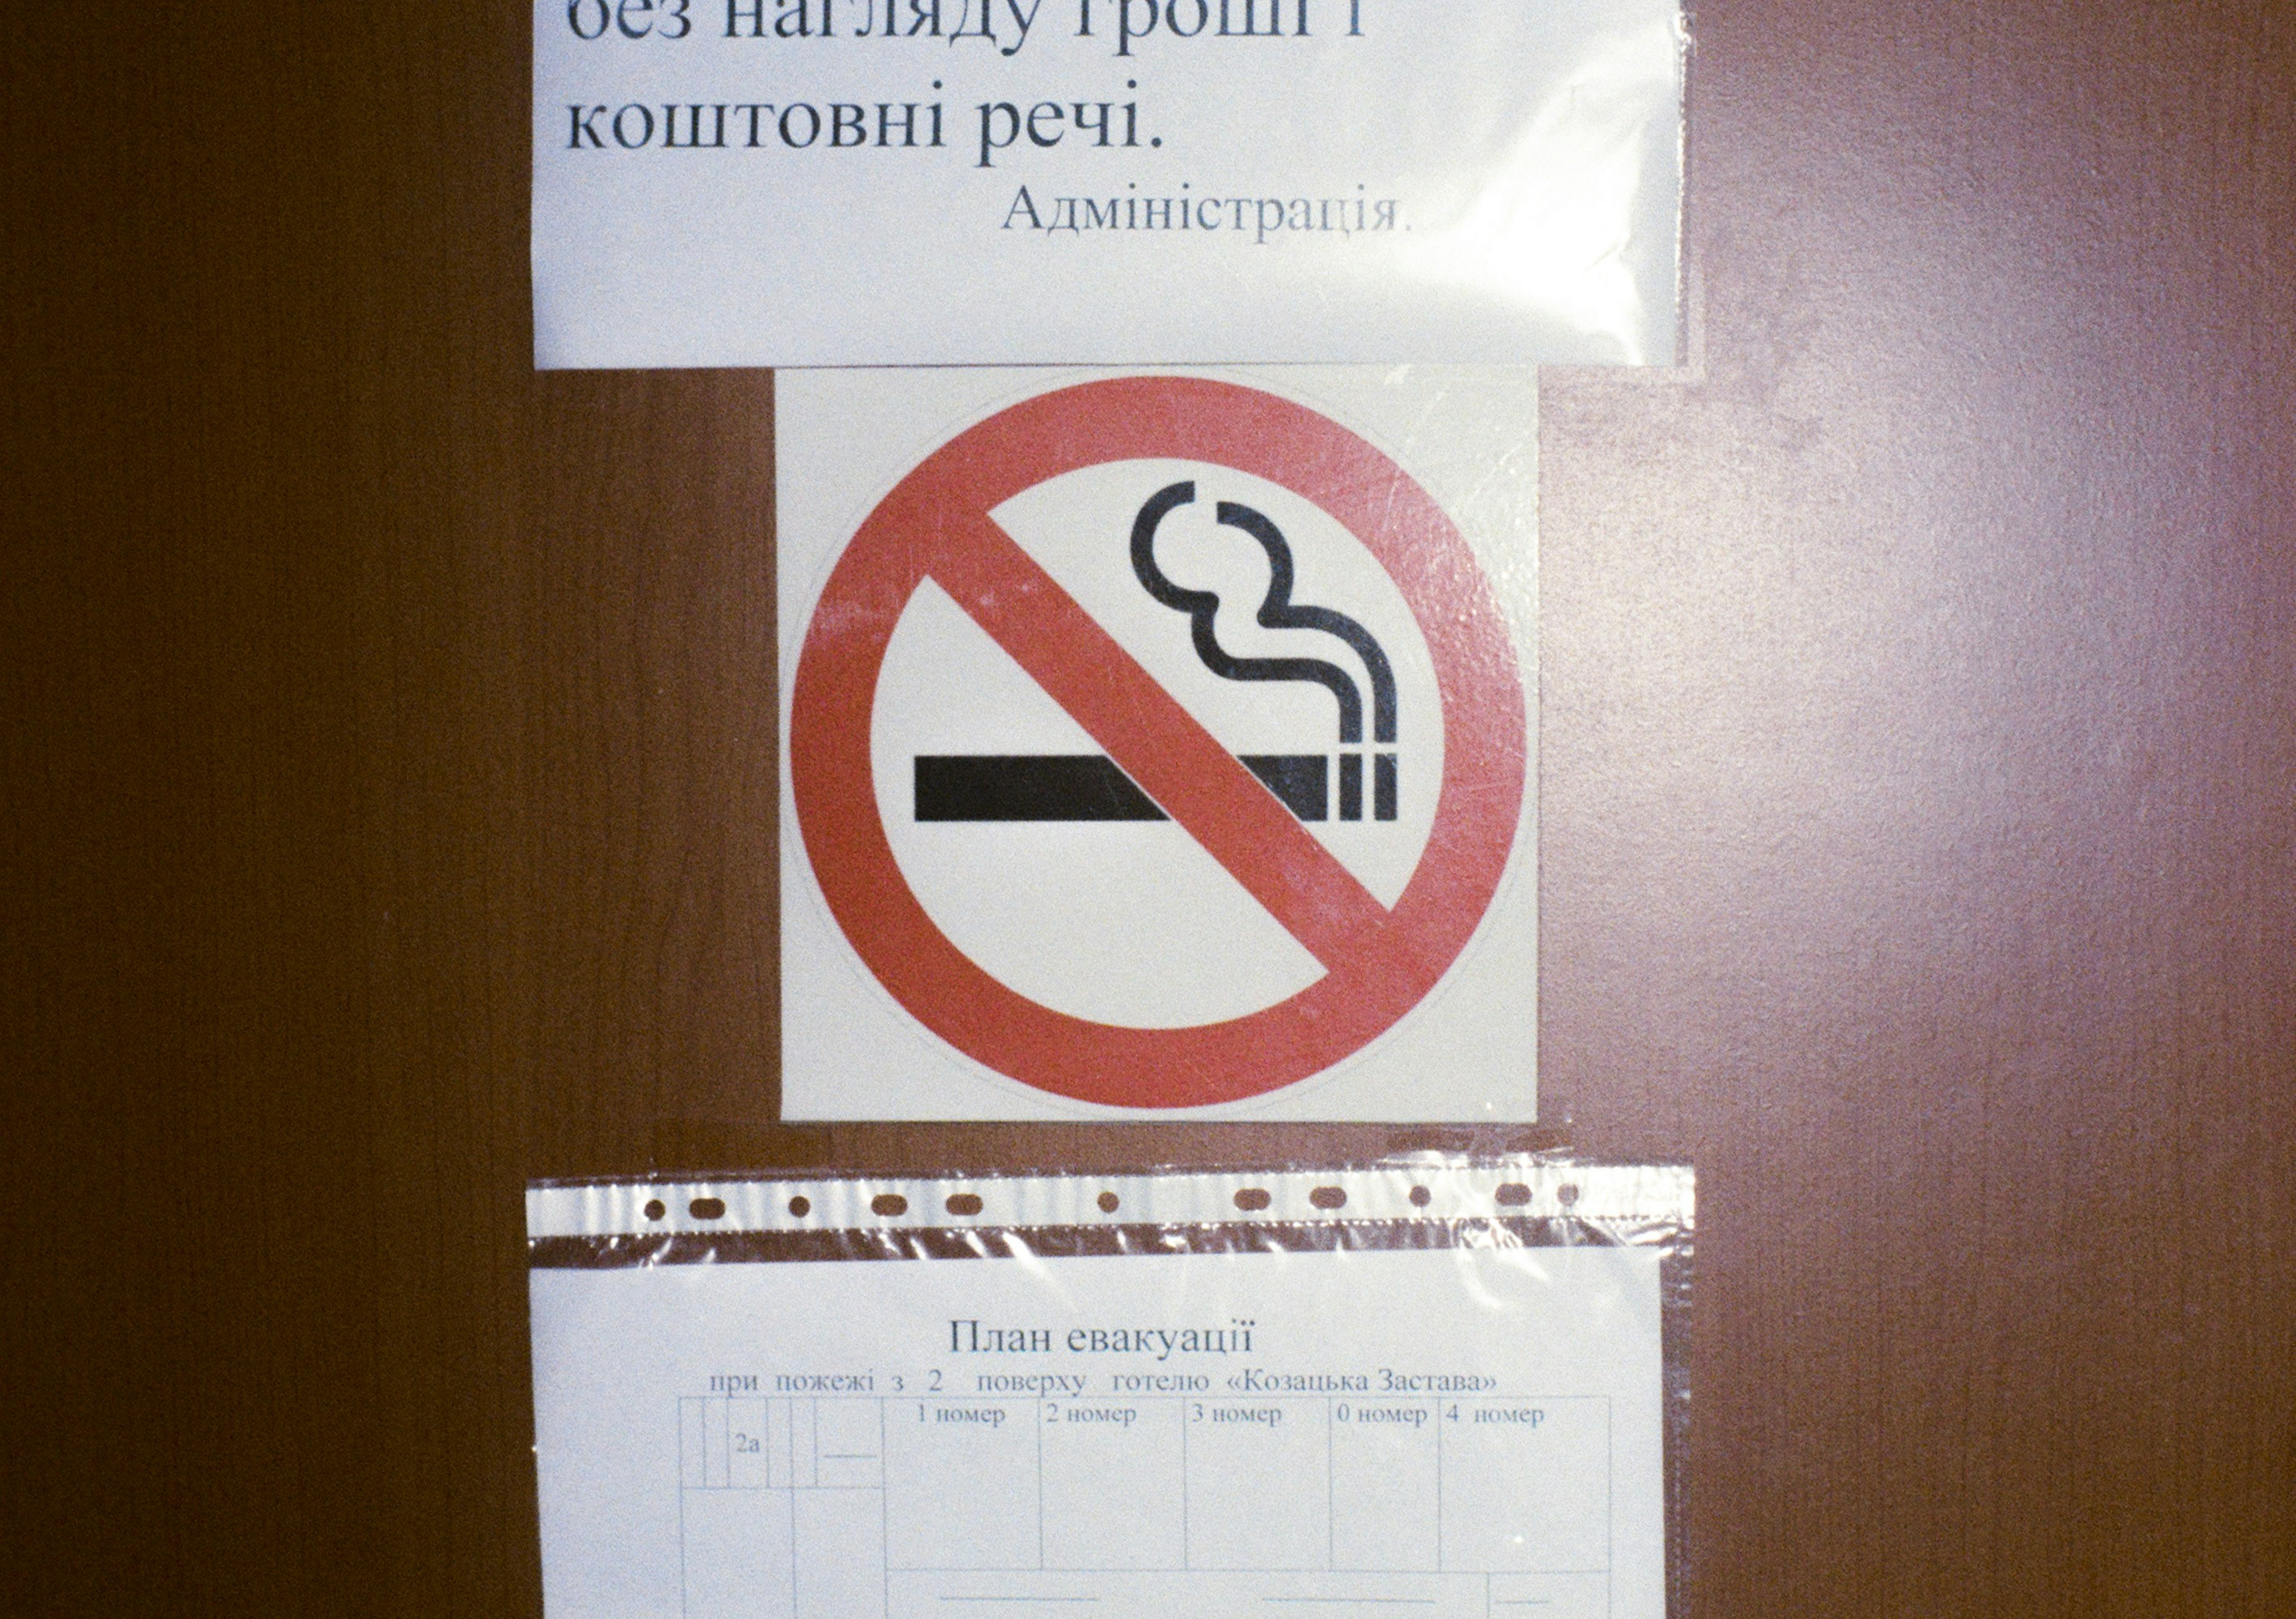 без нагляду гроші і
коштовні речі.
Адміністрація.
План евакуації
при пожежі з 2 поверху готелю «Козацька Застава»
1 номер 2 номер 3 номер 0 номер 4 номер
2а